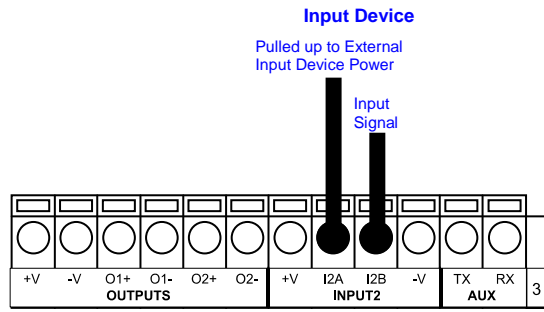 Input Device
Pulled up to External
Input Device Power
Input
Signal
+V -V O1+ O1- O2+ O2- +V I2A I2B -V TX RX 3
OUTPUTS INPUT2 AUX